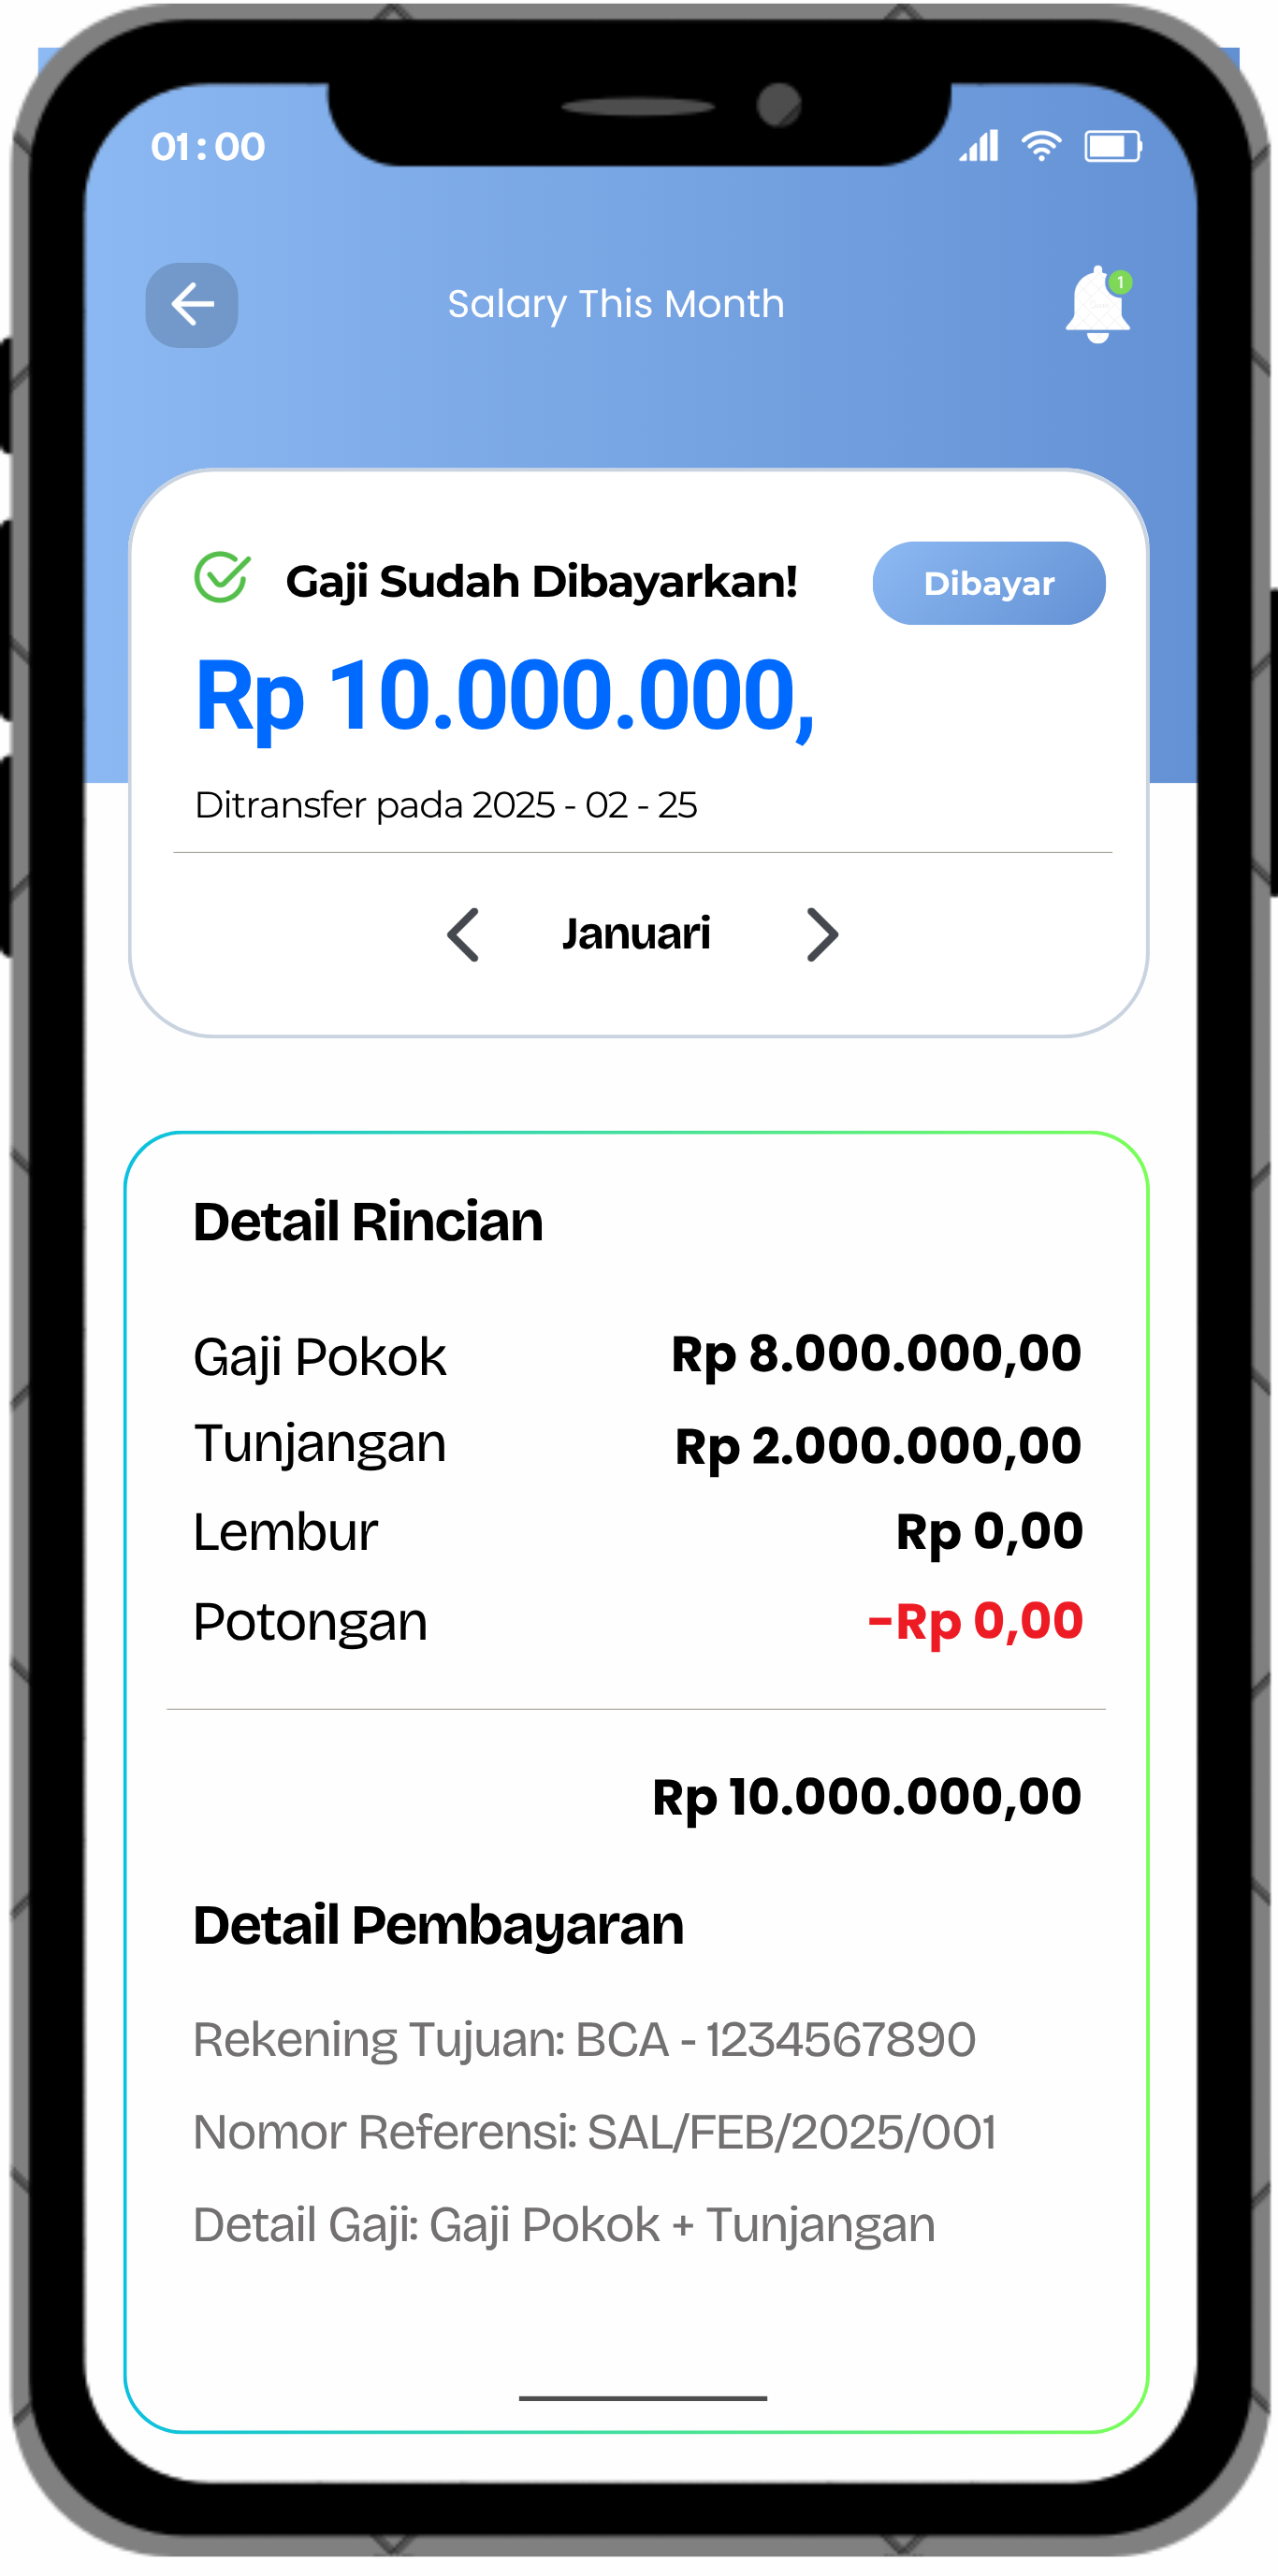 01:00
Salary This Month
1
Gaji Sudah Dibayarkan!
Dibayar
Rp 10.000.000,
Ditransfer pada 2025 - 02 - 25
Januari
Detail Rincian
Gaji Pokok Rp 8.000.000,00
Tunjangan Rp 2.000.000,00
Lembur Rp 0,00
Potongan -Rp 0,00
Rp 10.000.000,00
Detail Pembayaran
Rekening Tujuan: BCA - 1234567890
Nomor Referensi: SAL/FEB/2025/001
Detail Gaji: Gaji Pokok + Tunjangan